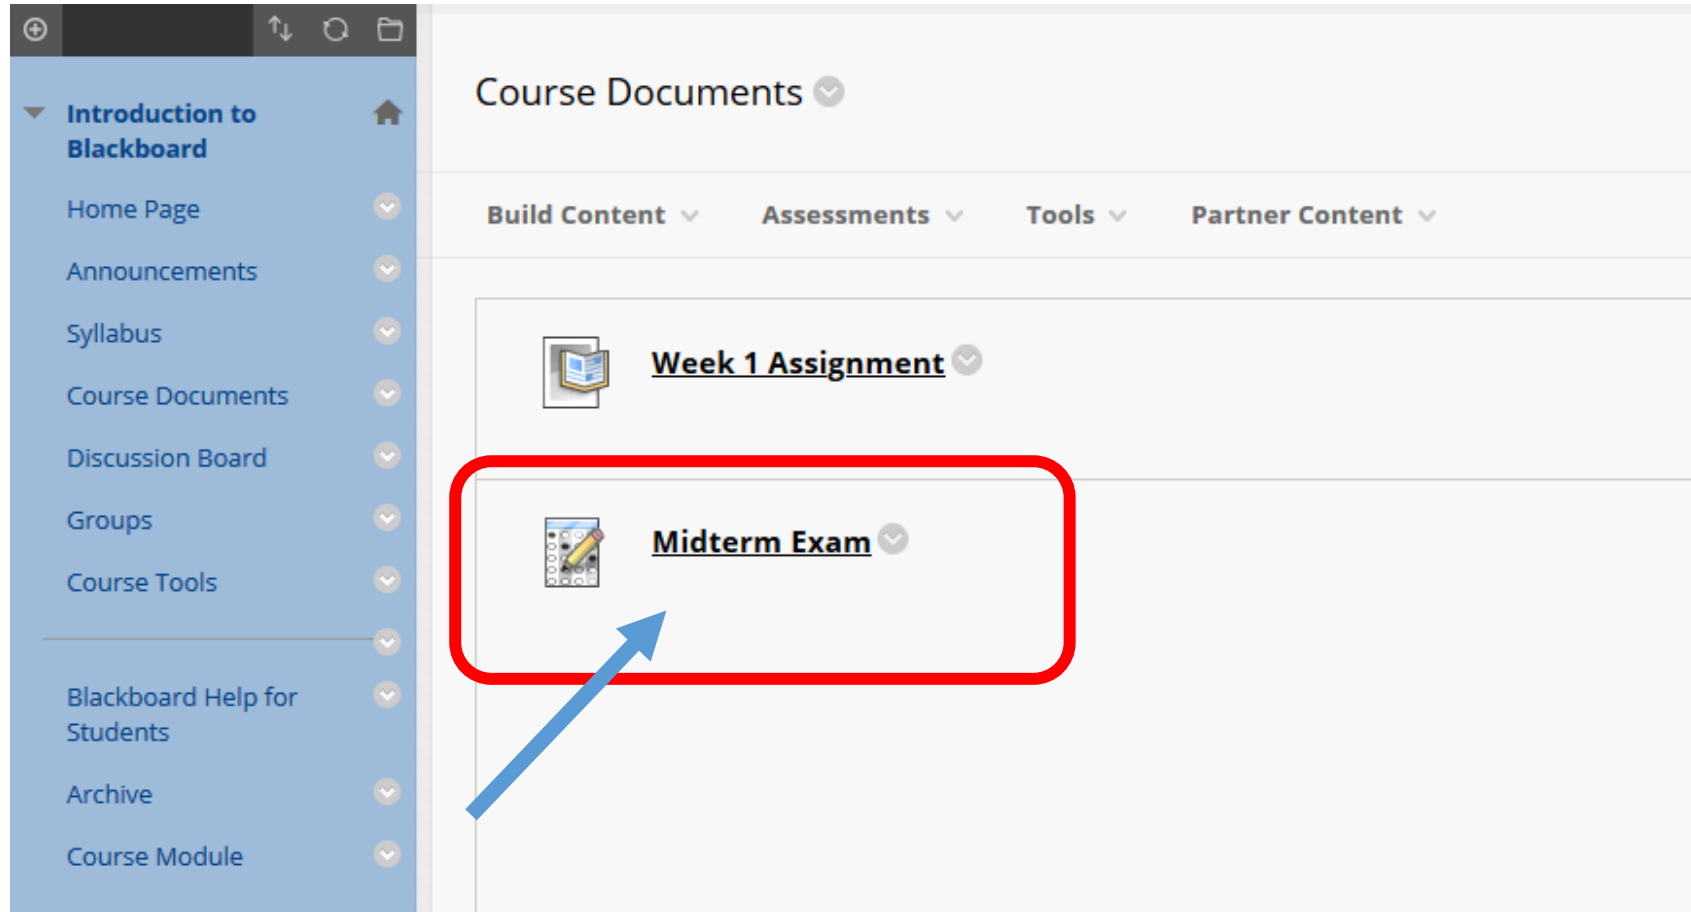 Introduction to
Blackboard
Home Page
Announcements
Syllabus
Course Documents
Discussion Board
Groups
Course Tools
Blackboard Help for
Students
Archive
Course Module
Course Documents
Build Content Assessments Tools Partner Content
Week 1 Assignment
Midterm Exam